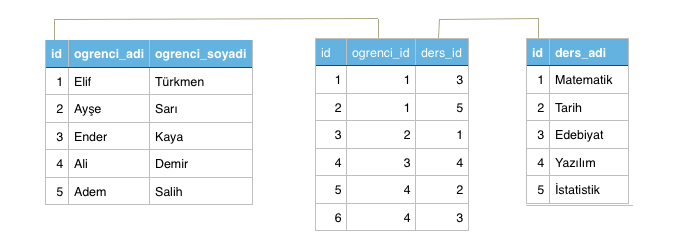 id ogrenci_adi ogrenci_soyadi
1 Elif Türkmen
2 Ayşe Sarı
3 Ender Kaya
4 Ali Demir
5 Adem Salih
id ogrenci_id ders_id
1 1 3
2 1 5
3 2 1
4 3 4
5 4 2
6 4 3
id ders_adi
1 Matematik
2 Tarih
3 Edebiyat
4 Yazılım
5 İstatistik